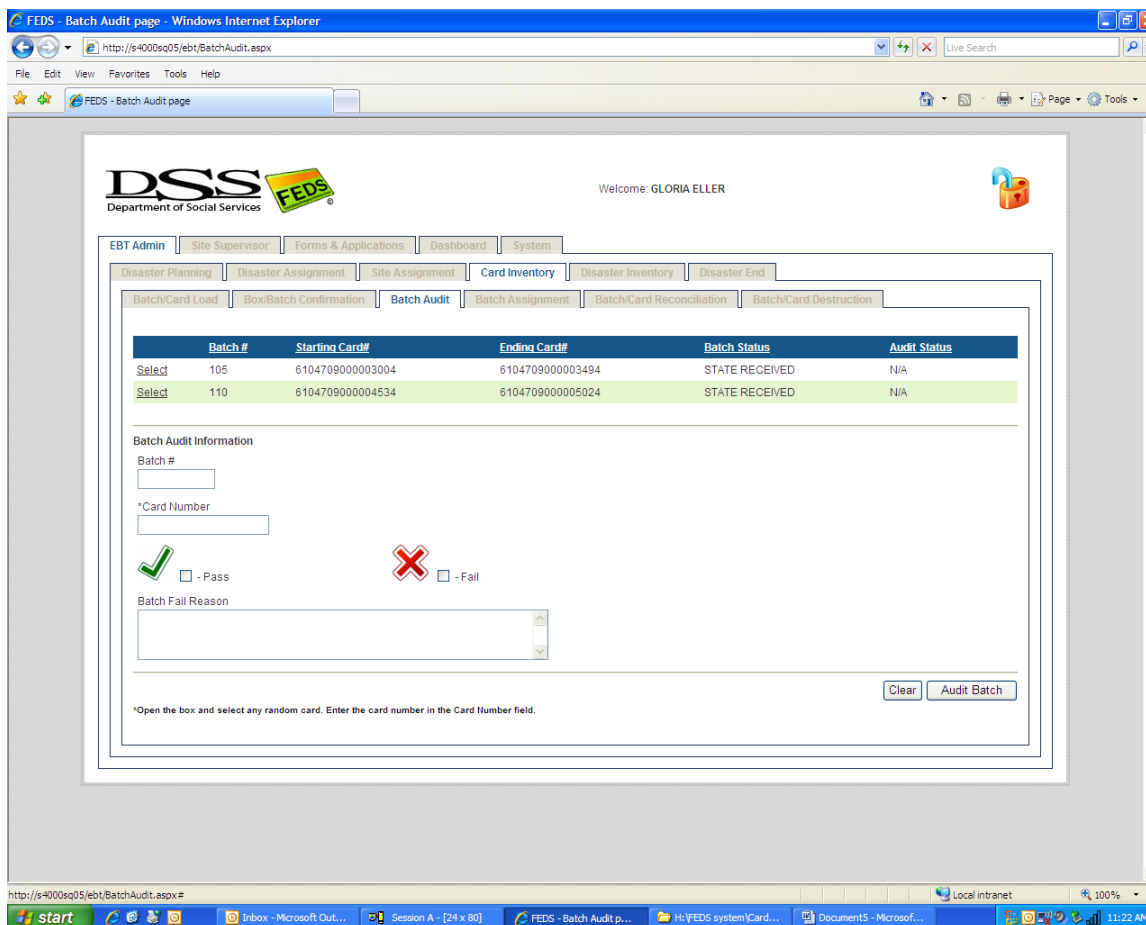 FEDS - Batch Audit page - Windows Internet Explorer
http://s4000sq05/ebt/BatchAudit.aspx
Live Search
File Edit View Favorites Tools Help
FEDS - Batch Audit page
Page Tools
DSS FEDS ©
Department of Social Services
Welcome: GLORIA ELLER
EBT Admin Site Supervisor Forms & Applications Dashboard System
Disaster Planning Disaster Assignment Site Assignment Card Inventory Disaster Inventory Disaster End
Batch/Card Load Box/Batch Confirmation Batch Audit Batch Assignment Batch/Card Reconciliation Batch/Card Destruction
Batch # Starting Card# Ending Card# Batch Status Audit Status
Select 105 6104709000003004 6104709000003494 STATE RECEIVED N/A
Select 110 6104709000004534 6104709000005024 STATE RECEIVED N/A
Batch Audit Information
Batch #
*Card Number
- Pass - Fail
Batch Fail Reason
Clear Audit Batch
*Open the box and select any random card. Enter the card number in the Card Number field.
http://s4000sq05/ebt/BatchAudit.aspx#
Local intranet
100%
start
Inbox - Microsoft Out...
Session A - [24 x 80]
FEDS - Batch Audit p...
H:\FEDS system\Card...
Document5 - Microsof...
11:22 AM